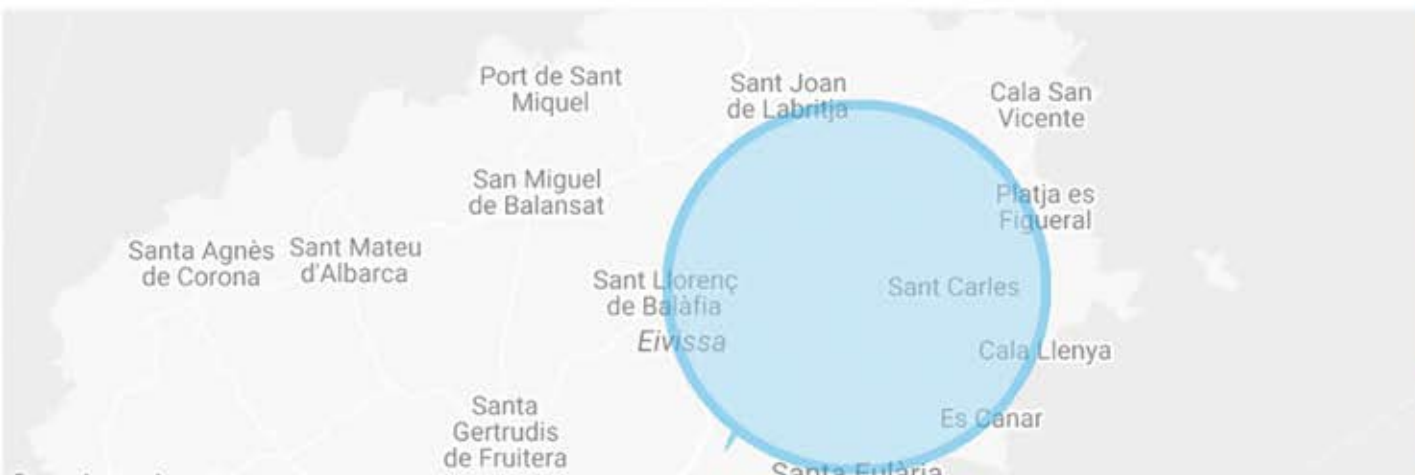 Port de Sant
Miquel
Sant Joan
de Labritja
Cala San
Vicente
San Miguel
de Balansat
Platja es
Figueral
Santa Agnès
de Corona
Sant Mateu
d'Albarca
Sant Llorenç
de Balàfia
Sant Carles
Eivissa
Cala Llenya
Santa
Gertrudis
de Fruitera
Es Canar
Santa Eulària